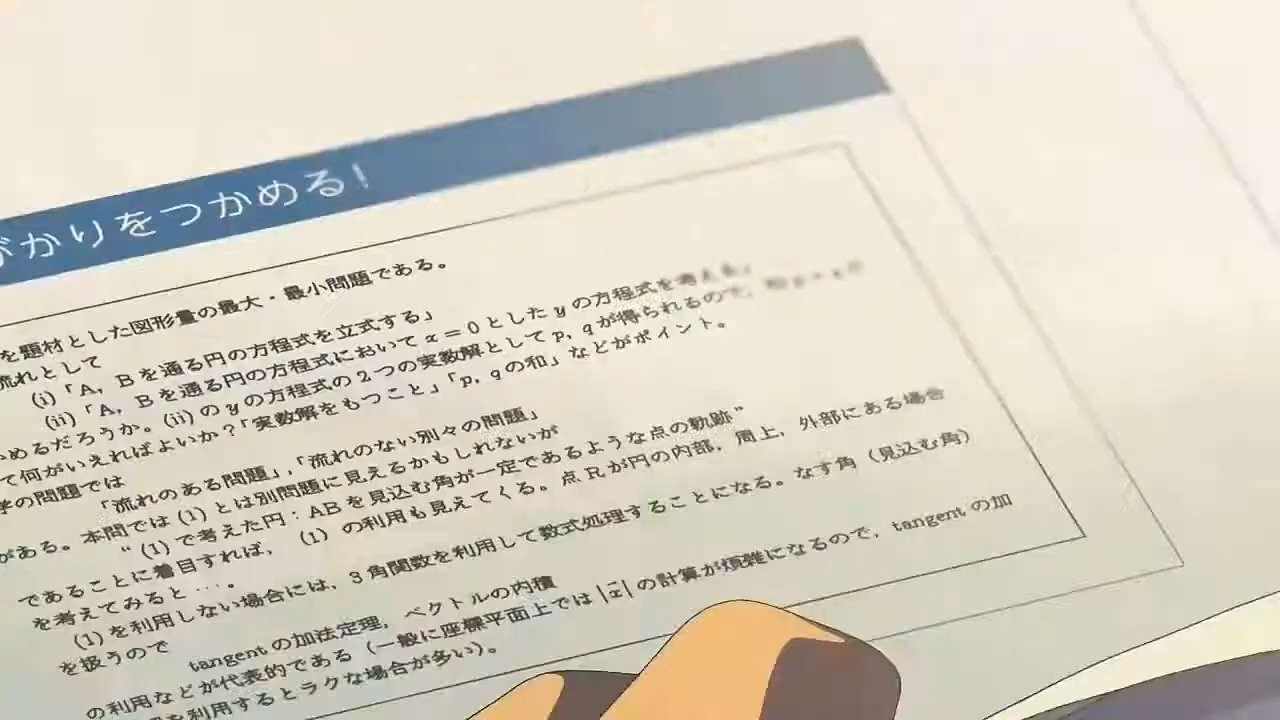 がかりをつかめる!
を題材とした図形量の最大・最小問題である。
流れとして
(i)「A，Bを通る円の方程式を立式する」
(ii)「A，Bを通る円の方程式においてx＝0としたyの方程式を考える」
めるだろうか。(ii)のyの方程式の2つの実数解としてp，qが得られるので、
て何がいえればよいか？「実数解をもつこと」「p，qの和」などがポイント。
学の問題では
「流れのある問題」，「流れのない別々の問題」
がある。本問では(1)とは別問題に見えるかもしれないが
“(1)で考えた円：ABを見込む角が一定であるような点の軌跡”
であることに着目すれば，(1)の利用も見えてくる。点Rが円の内部，周上，外部にある場合
を考えてみると…。
(1)を利用しない場合には，3角関数を利用して数式処理することになる。なす角（見込む角）
を扱うので
tangentの加法定理，ベクトルの内積
の利用などが代表的である（一般に座標平面上では|x⃗|の計算が煩雑になるので，tangentの加
を利用するとラクな場合が多い)。